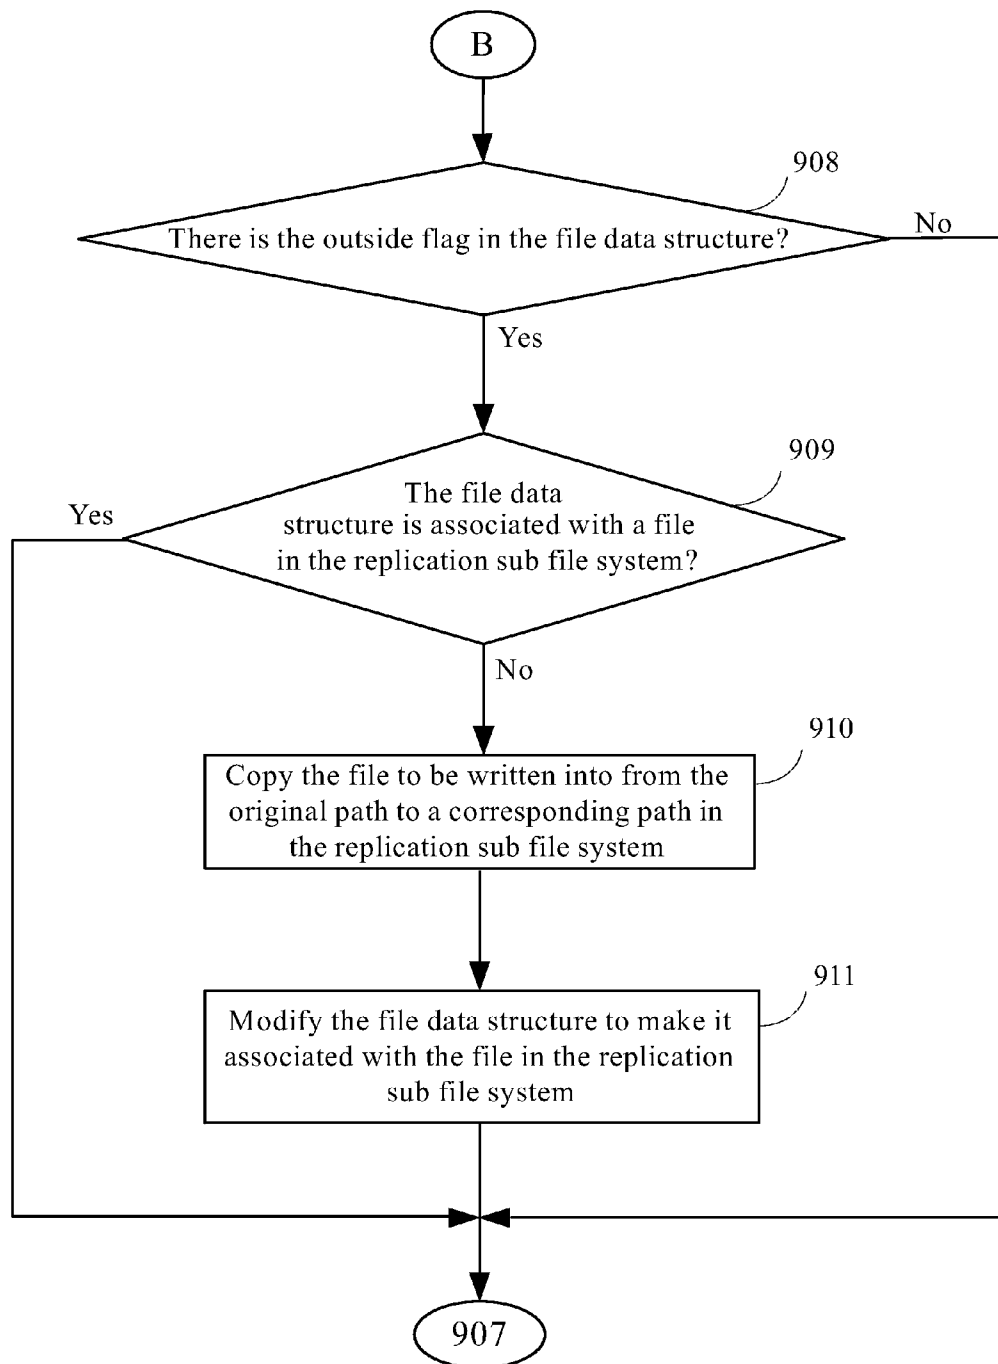 B
908
There is the outside flag in the file data structure?
No
Yes
909
Yes
The file data
structure is associated with a file
in the replication sub file system?
No
910
Copy the file to be written into from the
original path to a corresponding path in
the replication sub file system
911
Modify the file data structure to make it
associated with the file in the replication
sub file system
907